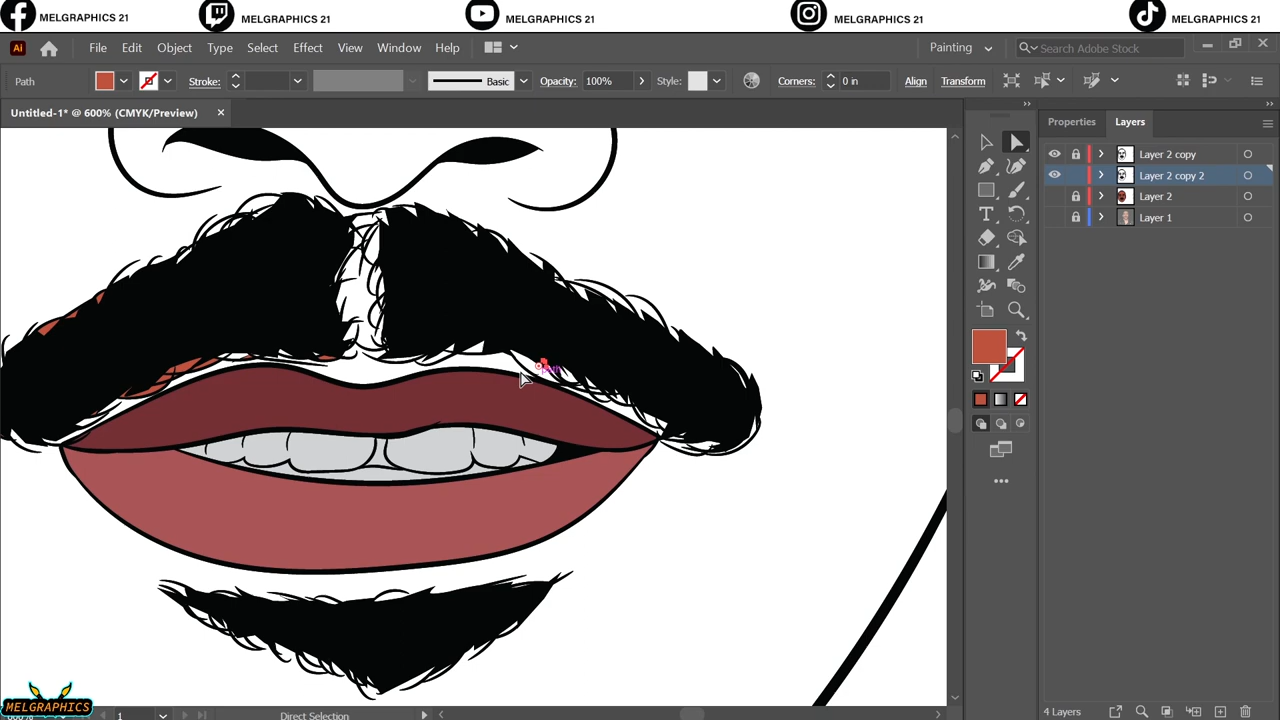 MELGRAPHICS 21
MELGRAPHICS 21
MELGRAPHICS 21
MELGRAPHICS 21
MELGRAPHICS 21
Ai File Edit Object Type Select Effect View Window Help Painting Search Adobe Stock
Path Stroke: Basic Opacity: 100% Style: Corners: 0 in Align Transform
Untitled-1* @ 600% (CMYK/Preview)
Properties Layers
Layer 2 copy
Layer 2 copy 2
Layer 2
Layer 1
MELGRAPHICS
1 Direct Selection
4 Layers